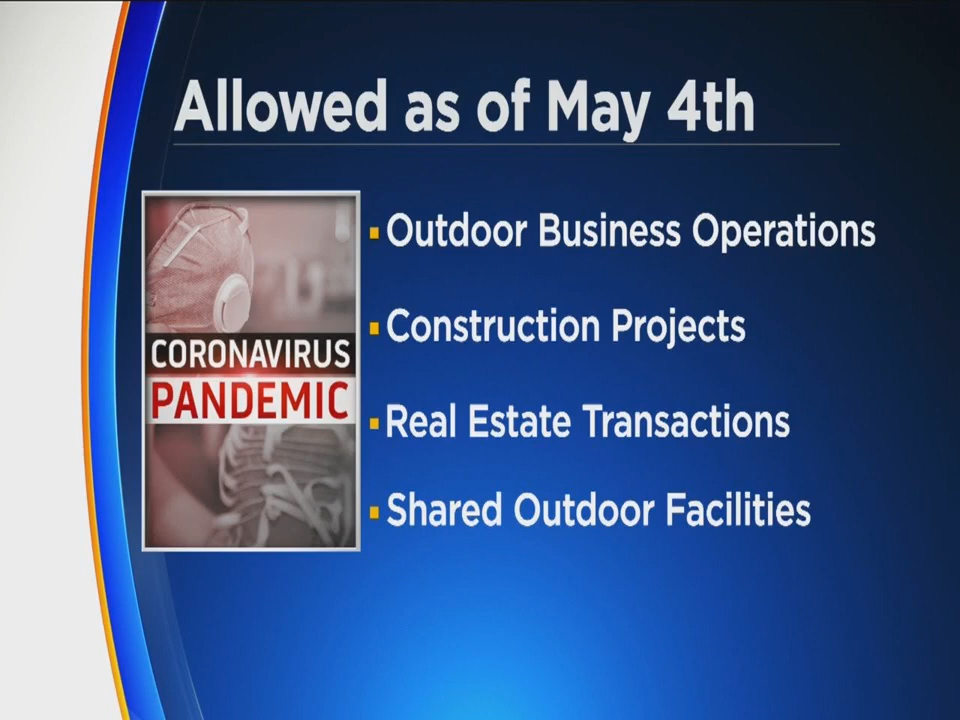 Allowed as of May 4th
CORONAVIRUS
PANDEMIC
▪ Outdoor Business Operations
▪ Construction Projects
▪ Real Estate Transactions
▪ Shared Outdoor Facilities